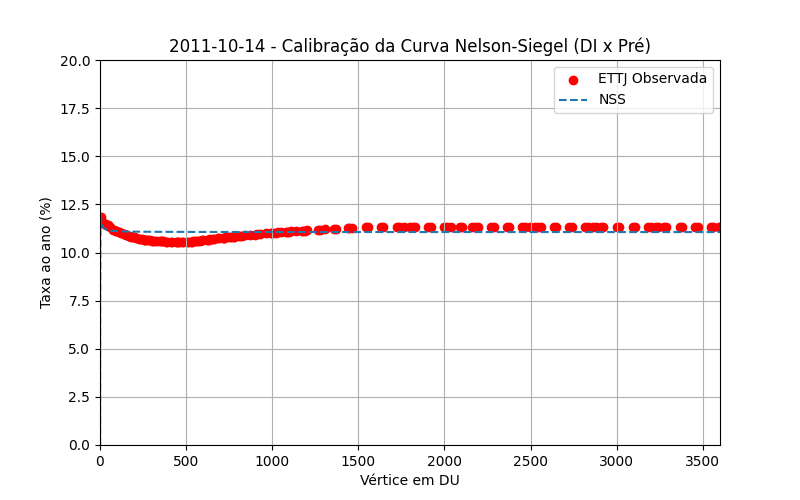 2011-10-14 - Calibração da Curva Nelson-Siegel (DI x Pré)
20.0
17.5
15.0
12.5
10.0
7.5
5.0
2.5
0.0
Taxa ao ano (%)
ETTJ Observada
NSS
0 500 1000 1500 2000 2500 3000 3500
Vértice em DU